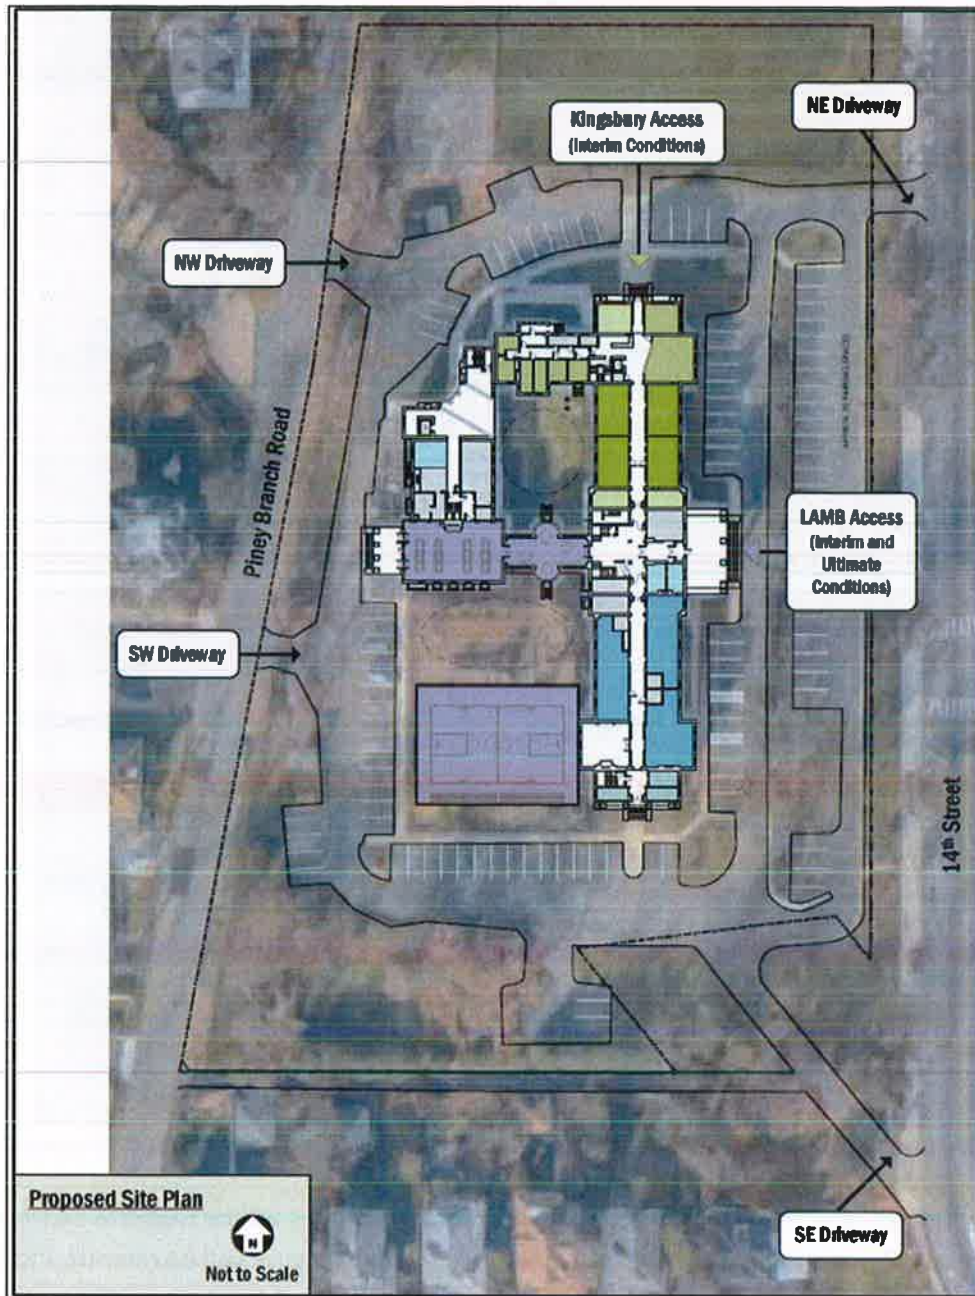 NE Driveway
Kingsbury Access
(Interim Conditions)
NW Driveway
Piney Branch Road
LAMB Access
(Interim and
Ultimate
Conditions)
SW Driveway
14th Street
Proposed Site Plan
N
Not to Scale
SE Driveway